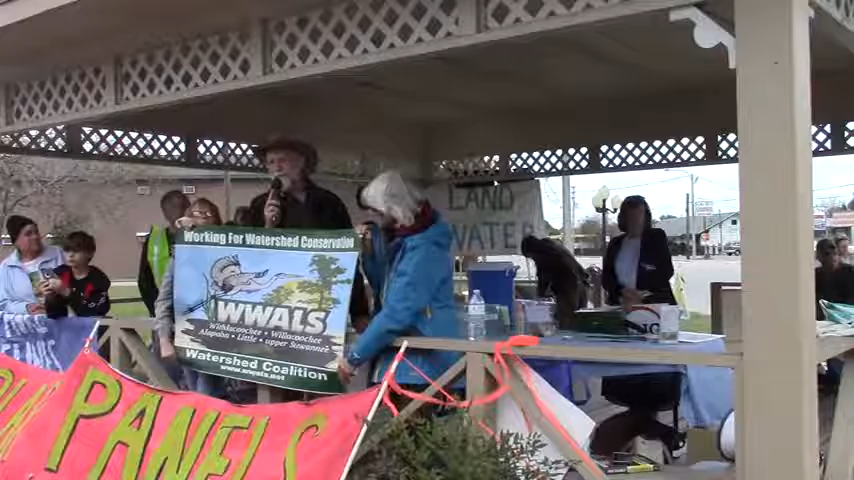 LAND
WATER
Working For Watershed Conservation
WWALS
Withlacoochee • Willacoochee
Alapaha • Little • upper Suwannee
Watershed Coalition
www.wwals.net
PANELS